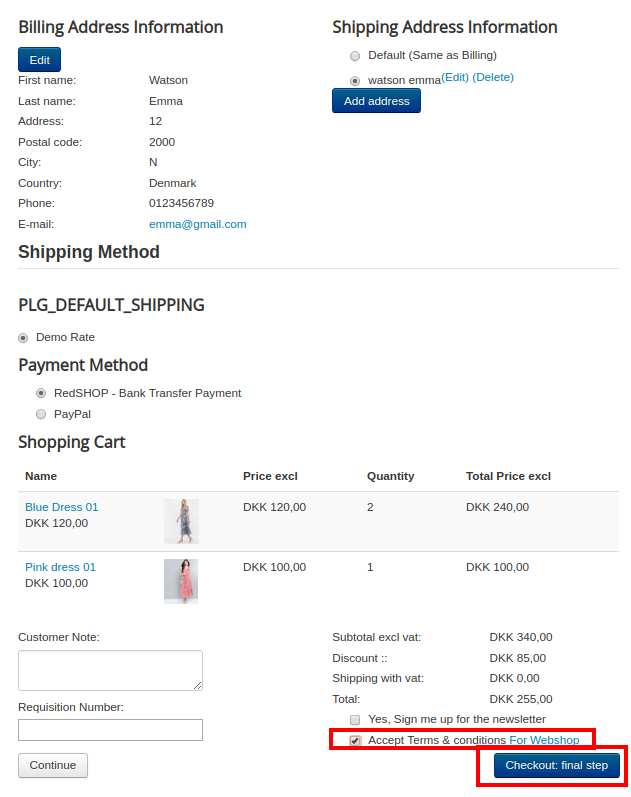 Billing Address Information
Edit
First name: Watson
Last name: Emma
Address: 12
Postal code: 2000
City: N
Country: Denmark
Phone: 0123456789
E-mail: emma@gmail.com
Shipping Address Information
Default (Same as Billing)
watson emma(Edit) (Delete)
Add address
Shipping Method
PLG_DEFAULT_SHIPPING
Demo Rate
Payment Method
RedSHOP - Bank Transfer Payment
PayPal
Shopping Cart
Name Price excl Quantity Total Price excl
Blue Dress 01 DKK 120,00 2 DKK 240,00
DKK 120,00
Pink dress 01 DKK 100,00 1 DKK 100,00
DKK 100,00
Customer Note:
Requisition Number:
Continue
Subtotal excl vat: DKK 340,00
Discount :: DKK 85,00
Shipping with vat: DKK 0,00
Total: DKK 255,00
Yes, Sign me up for the newsletter
Accept Terms & conditions For Webshop
Checkout: final step